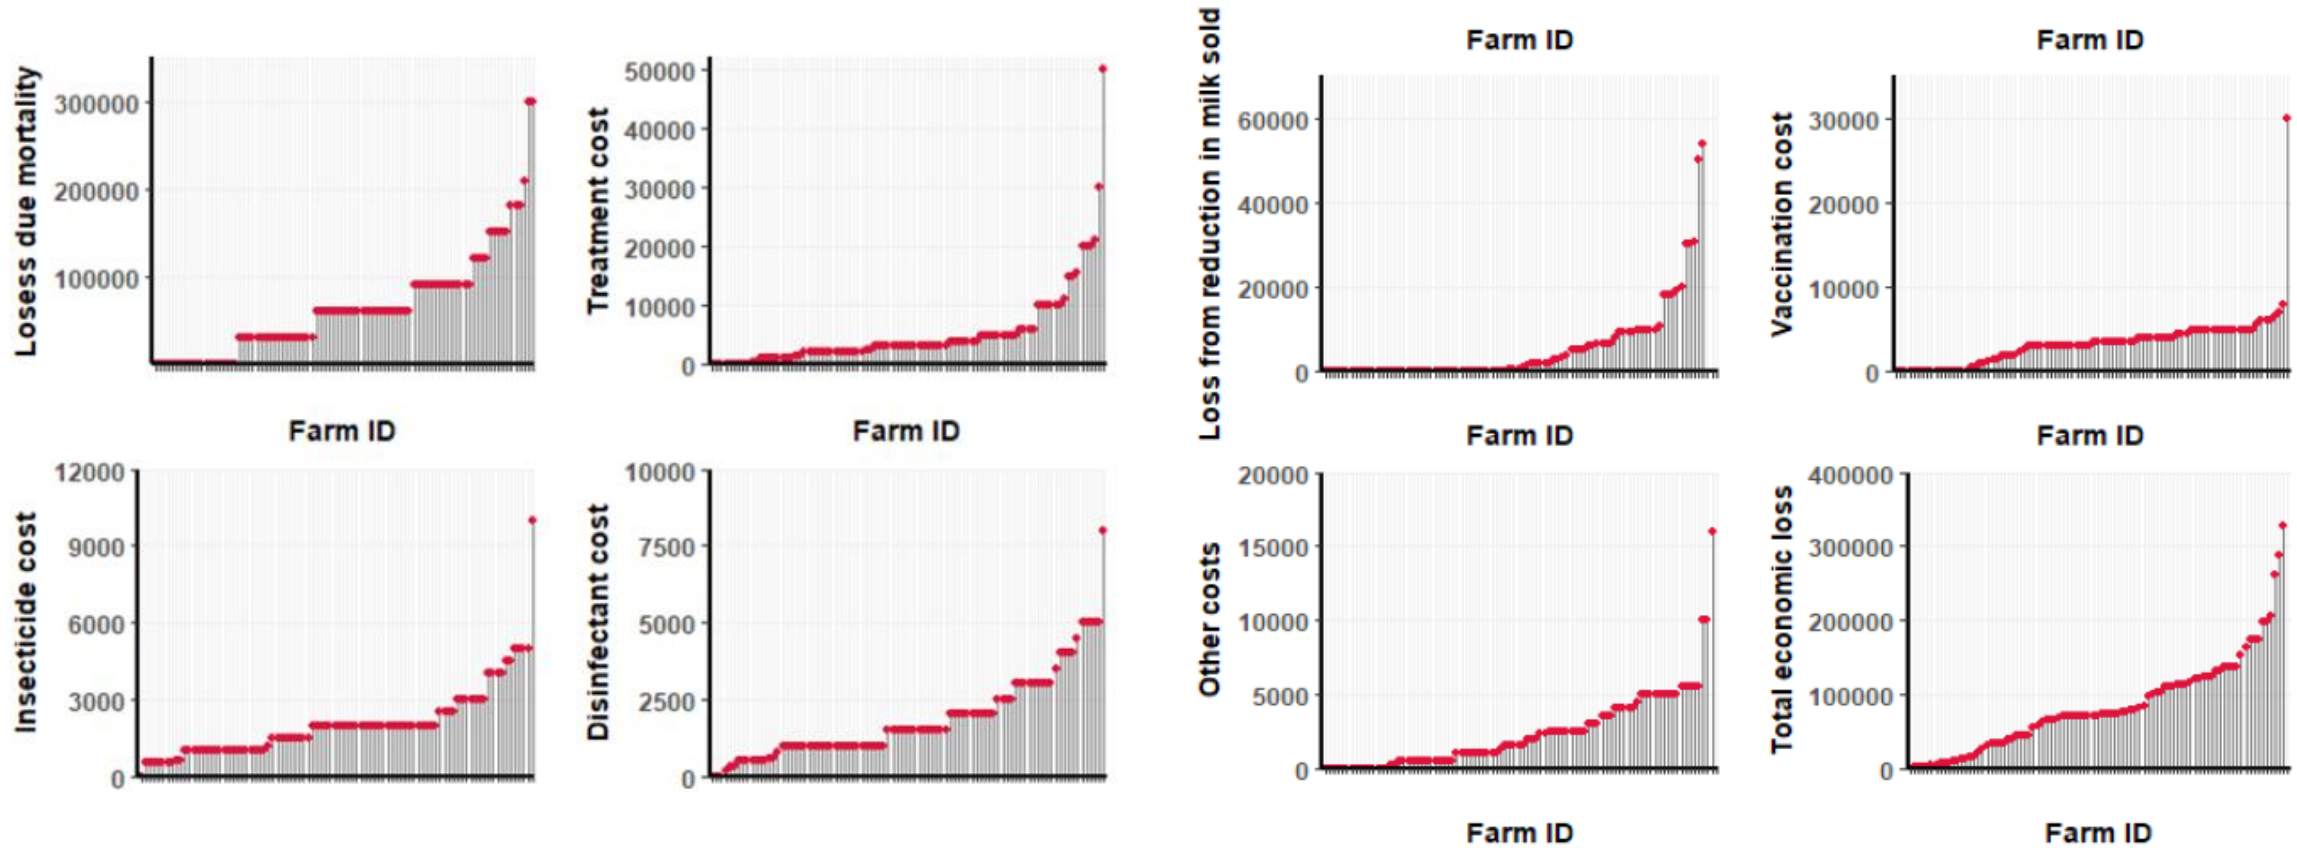 Farm ID
Farm ID
Losess due mortality
300000
200000
100000
Treatment cost
50000
40000
30000
20000
10000
0
Loss from reduction in milk sold
60000
40000
20000
0
Vaccination cost
30000
20000
10000
0
Farm ID
Farm ID
Farm ID
Farm ID
Insecticide cost
12000
9000
6000
3000
0
Disinfectant cost
10000
7500
5000
2500
0
Other costs
20000
15000
10000
5000
0
Total economic loss
400000
300000
200000
100000
0
Farm ID
Farm ID